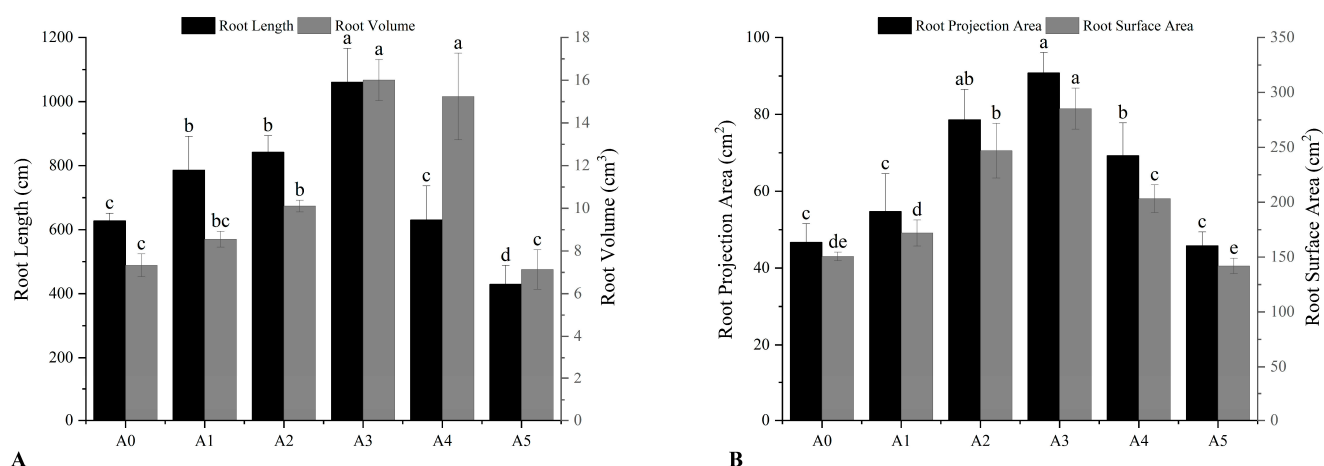 Root Length Root Volume
Root Length (cm)
1200
1000
800
600
400
200
0
c c
b bc
b b
a a
c a
d c
18
16
14
12
10
8
6
4
2
0
Root Volume (cm³)
A0 A1 A2 A3 A4 A5
A
Root Projection Area Root Surface Area
Root Projection Area (cm²)
100
80
60
40
20
0
c de
c d
ab b
a a
b c
c e
350
300
250
200
150
100
50
0
Root Surface Area (cm²)
A0 A1 A2 A3 A4 A5
B